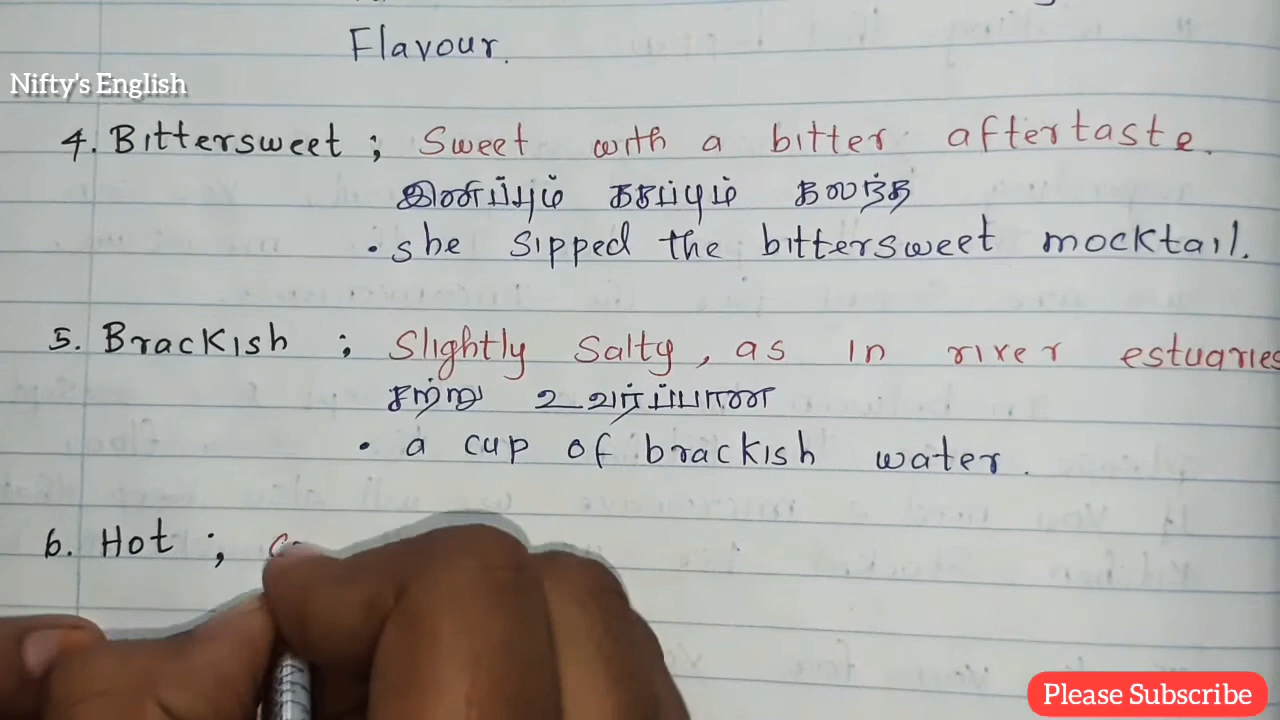 Flavour.
Nifty's English
4. Bittersweet ; Sweet with a bitter aftertaste.
இனிப்பும் கசப்பும் கலந்த
• she sipped the bittersweet mocktail.
5. Brackish ; Slightly Salty, as in river estuaries
சற்று உவர்ப்பான
• a cup of brackish water.
6. Hot ;
Please Subscribe